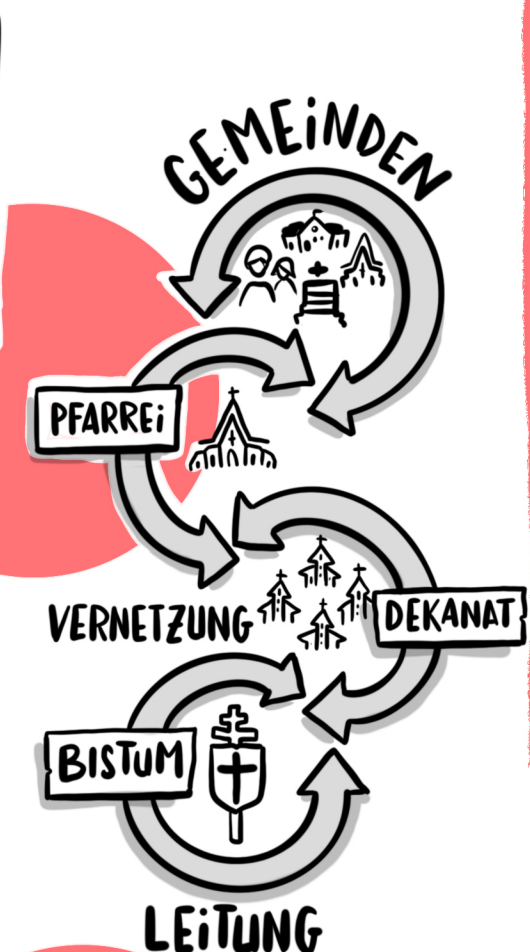 GEMEiNDEN
PFARREi
VERNETZUNG
DEKANAT
BISTUM
LEiTUNG